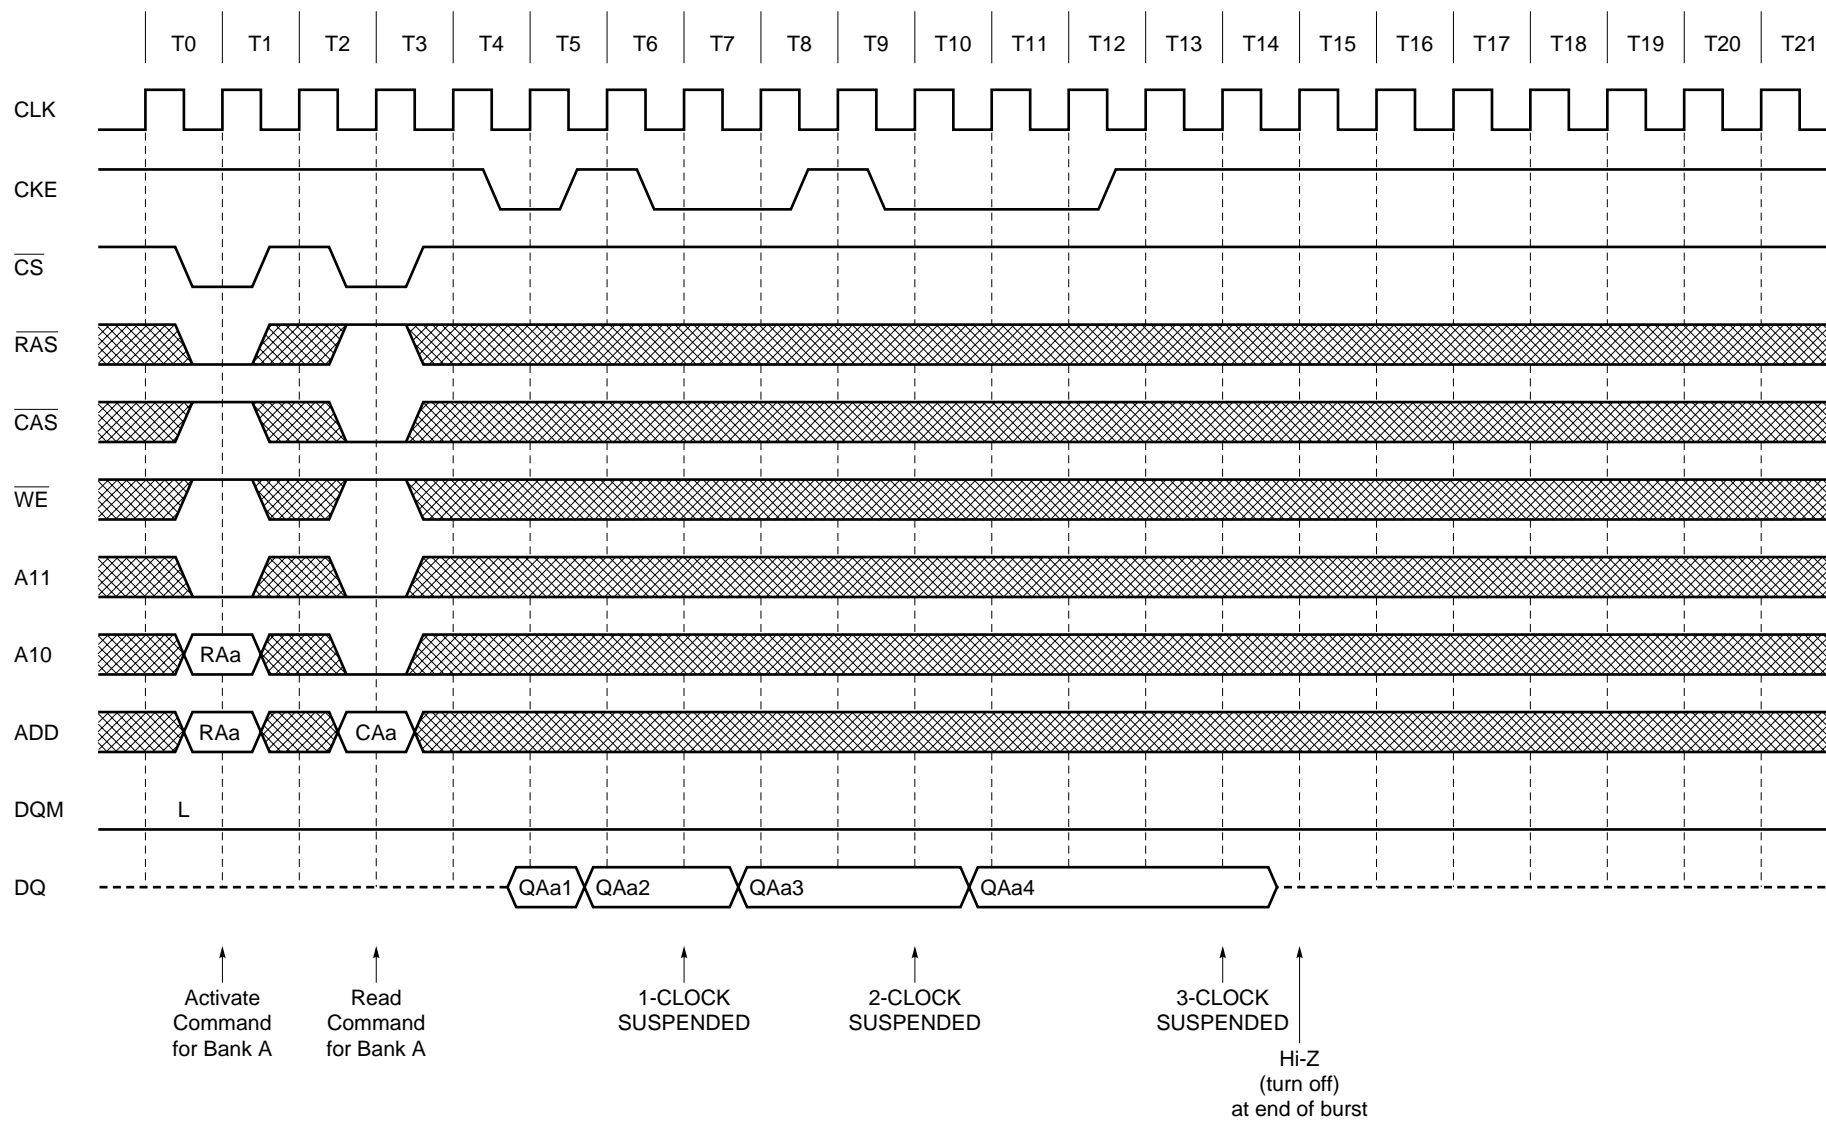 T0 T1 T2 T3 T4 T5 T6 T7 T8 T9 T10 T11 T12 T13 T14 T15 T16 T17 T18 T19 T20 T21
CLK
CKE
CS
RAS
CAS
WE
A11
A10 RAa
ADD RAa CAa
DQM L
DQ QAa1 QAa2 QAa3 QAa4
Activate
Command
for Bank A
Read
Command
for Bank A
1-CLOCK
SUSPENDED
2-CLOCK
SUSPENDED
3-CLOCK
SUSPENDED
Hi-Z
(turn off)
at end of burst